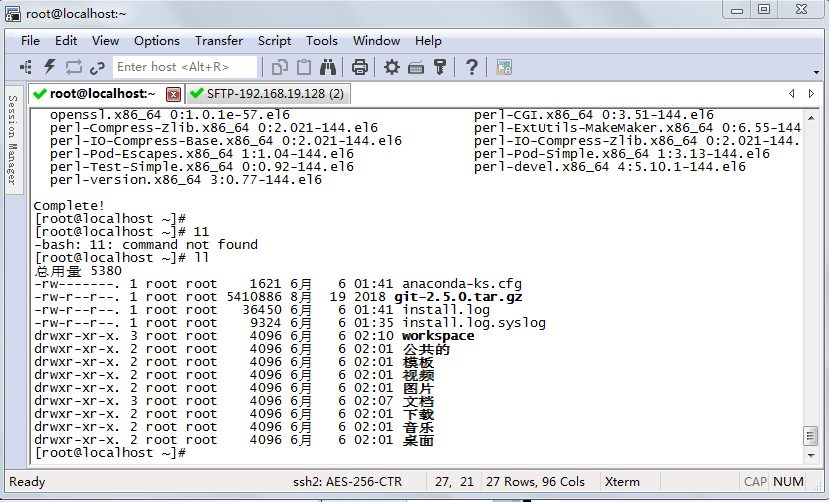 root@localhost:~
File Edit View Options Transfer Script Tools Window Help
Enter host <Alt+R>
Session Manager
root@localhost:~ SFTP-192.168.19.128 (2)
openssl.x86_64 0:1.0.1e-57.el6 perl-CGI.x86_64 0:3.51-144.el6
perl-Compress-Zlib.x86_64 0:2.021-144.el6 perl-ExtUtils-MakeMaker.x86_64 0:6.55-144
perl-IO-Compress-Base.x86_64 0:2.021-144.el6 perl-IO-Compress-Zlib.x86_64 0:2.021-144.
perl-Pod-Escapes.x86_64 1:1.04-144.el6 perl-Pod-Simple.x86_64 1:3.13-144.el6
perl-Test-Simple.x86_64 0:0.92-144.el6 perl-devel.x86_64 4:5.10.1-144.el6
perl-version.x86_64 3:0.77-144.el6
Complete!
[root@localhost ~]#
[root@localhost ~]# 11
-bash: 11: command not found
[root@localhost ~]# ll
总用量 5380
-rw-------. 1 root root 1621 6月 6 01:41 anaconda-ks.cfg
-rw-r--r--. 1 root root 5410886 8月 19 2018 git-2.5.0.tar.gz
-rw-r--r--. 1 root root 36450 6月 6 01:41 install.log
-rw-r--r--. 1 root root 9324 6月 6 01:35 install.log.syslog
drwxr-xr-x. 3 root root 4096 6月 6 02:10 workspace
drwxr-xr-x. 2 root root 4096 6月 6 02:01 公共的
drwxr-xr-x. 2 root root 4096 6月 6 02:01 模板
drwxr-xr-x. 2 root root 4096 6月 6 02:01 视频
drwxr-xr-x. 2 root root 4096 6月 6 02:01 图片
drwxr-xr-x. 3 root root 4096 6月 6 02:07 文档
drwxr-xr-x. 2 root root 4096 6月 6 02:01 下载
drwxr-xr-x. 2 root root 4096 6月 6 02:01 音乐
drwxr-xr-x. 2 root root 4096 6月 6 02:01 桌面
[root@localhost ~]#
Ready ssh2: AES-256-CTR 27, 21 27 Rows, 96 Cols Xterm CAP NUM